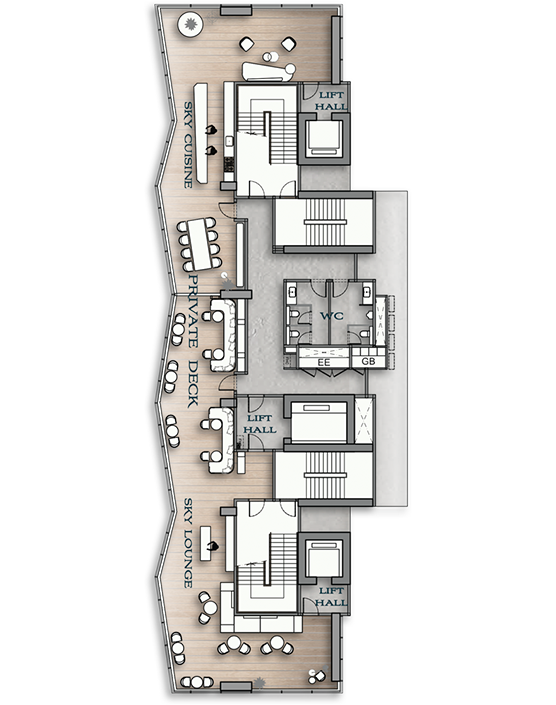 LIFT
HALL
SKY CUISINE
PRIVATE DECK
WC
EE
GB
LIFT
HALL
SKY LOUNGE
LIFT
HALL